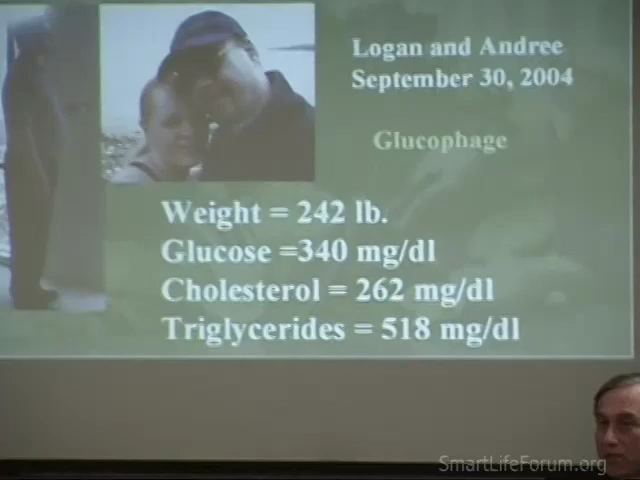 Logan and Andree
September 30, 2004
Glucophage
Weight = 242 lb.
Glucose =340 mg/dl
Cholesterol = 262 mg/dl
Triglycerides = 518 mg/dl
SmartLifeForum.org